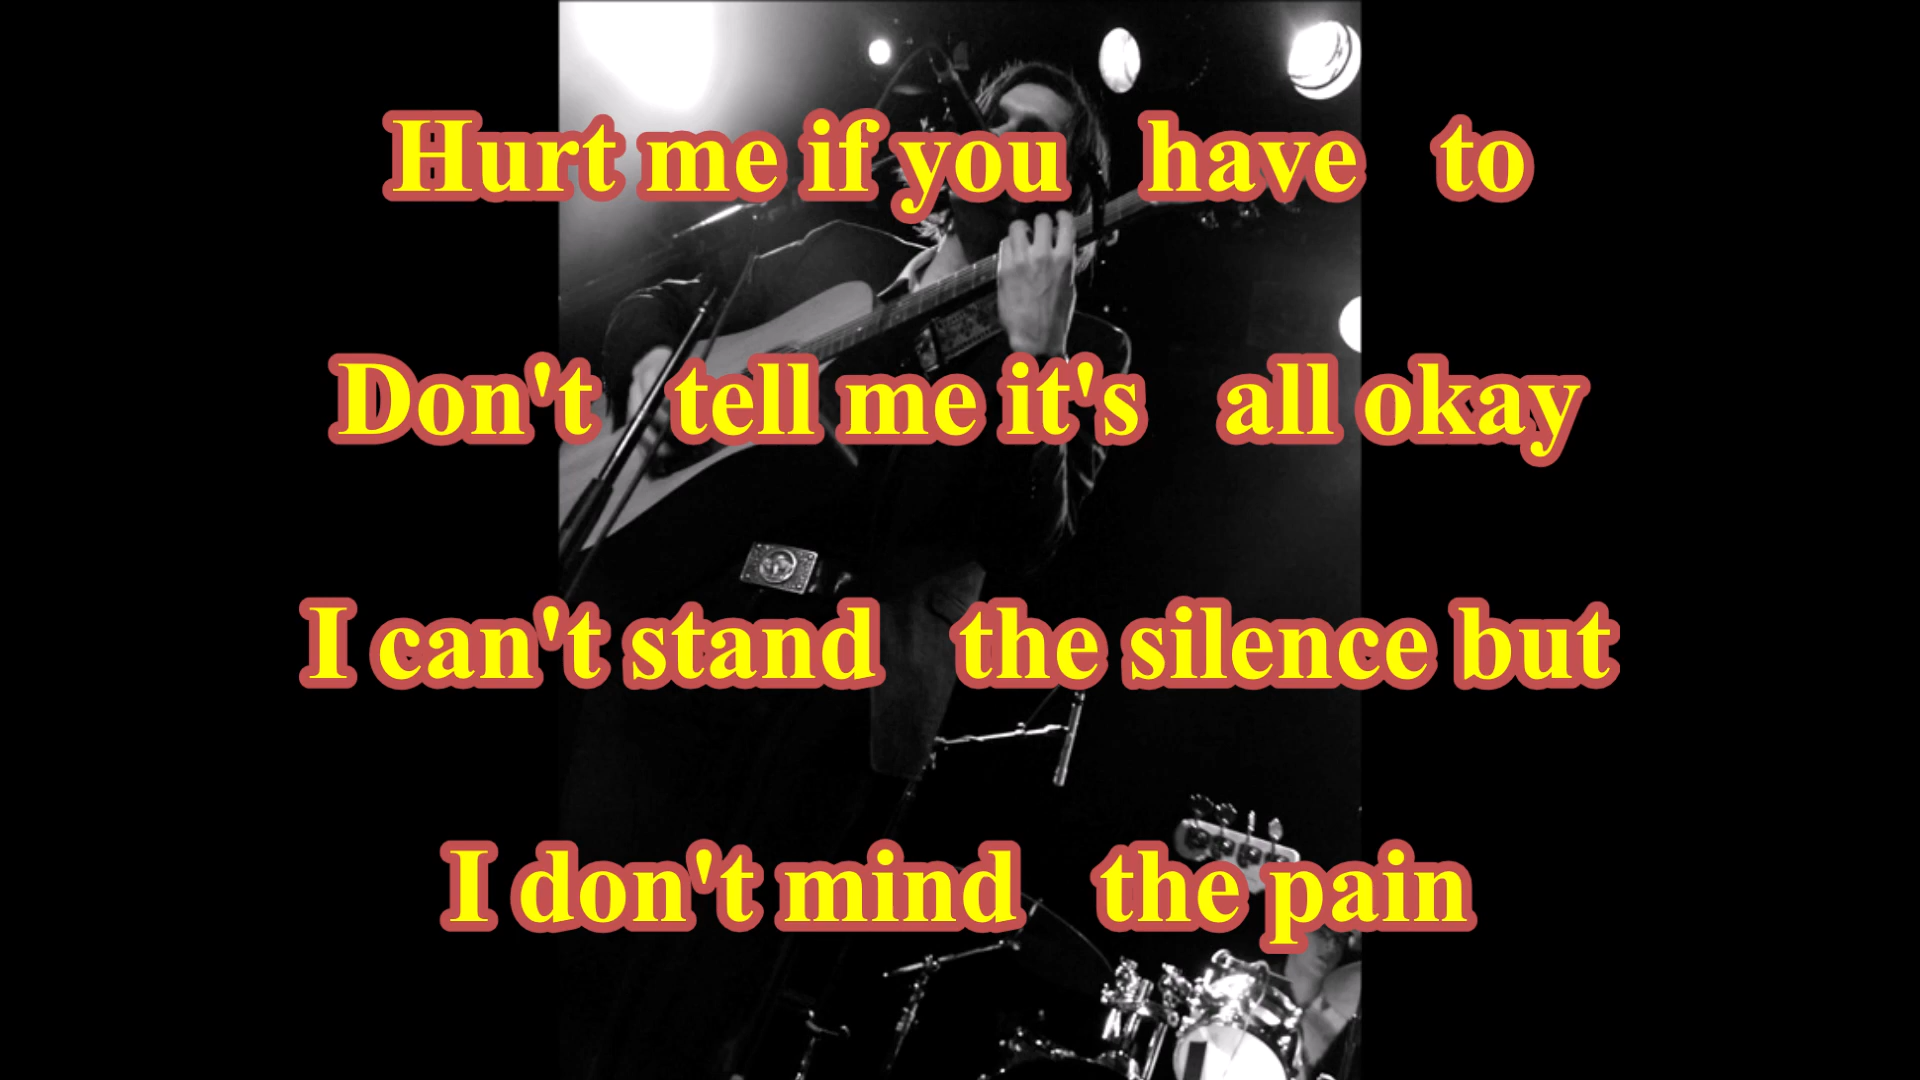 Hurt me if you have to
Don't tell me it's all okay
I can't stand the silence but
I don't mind the pain